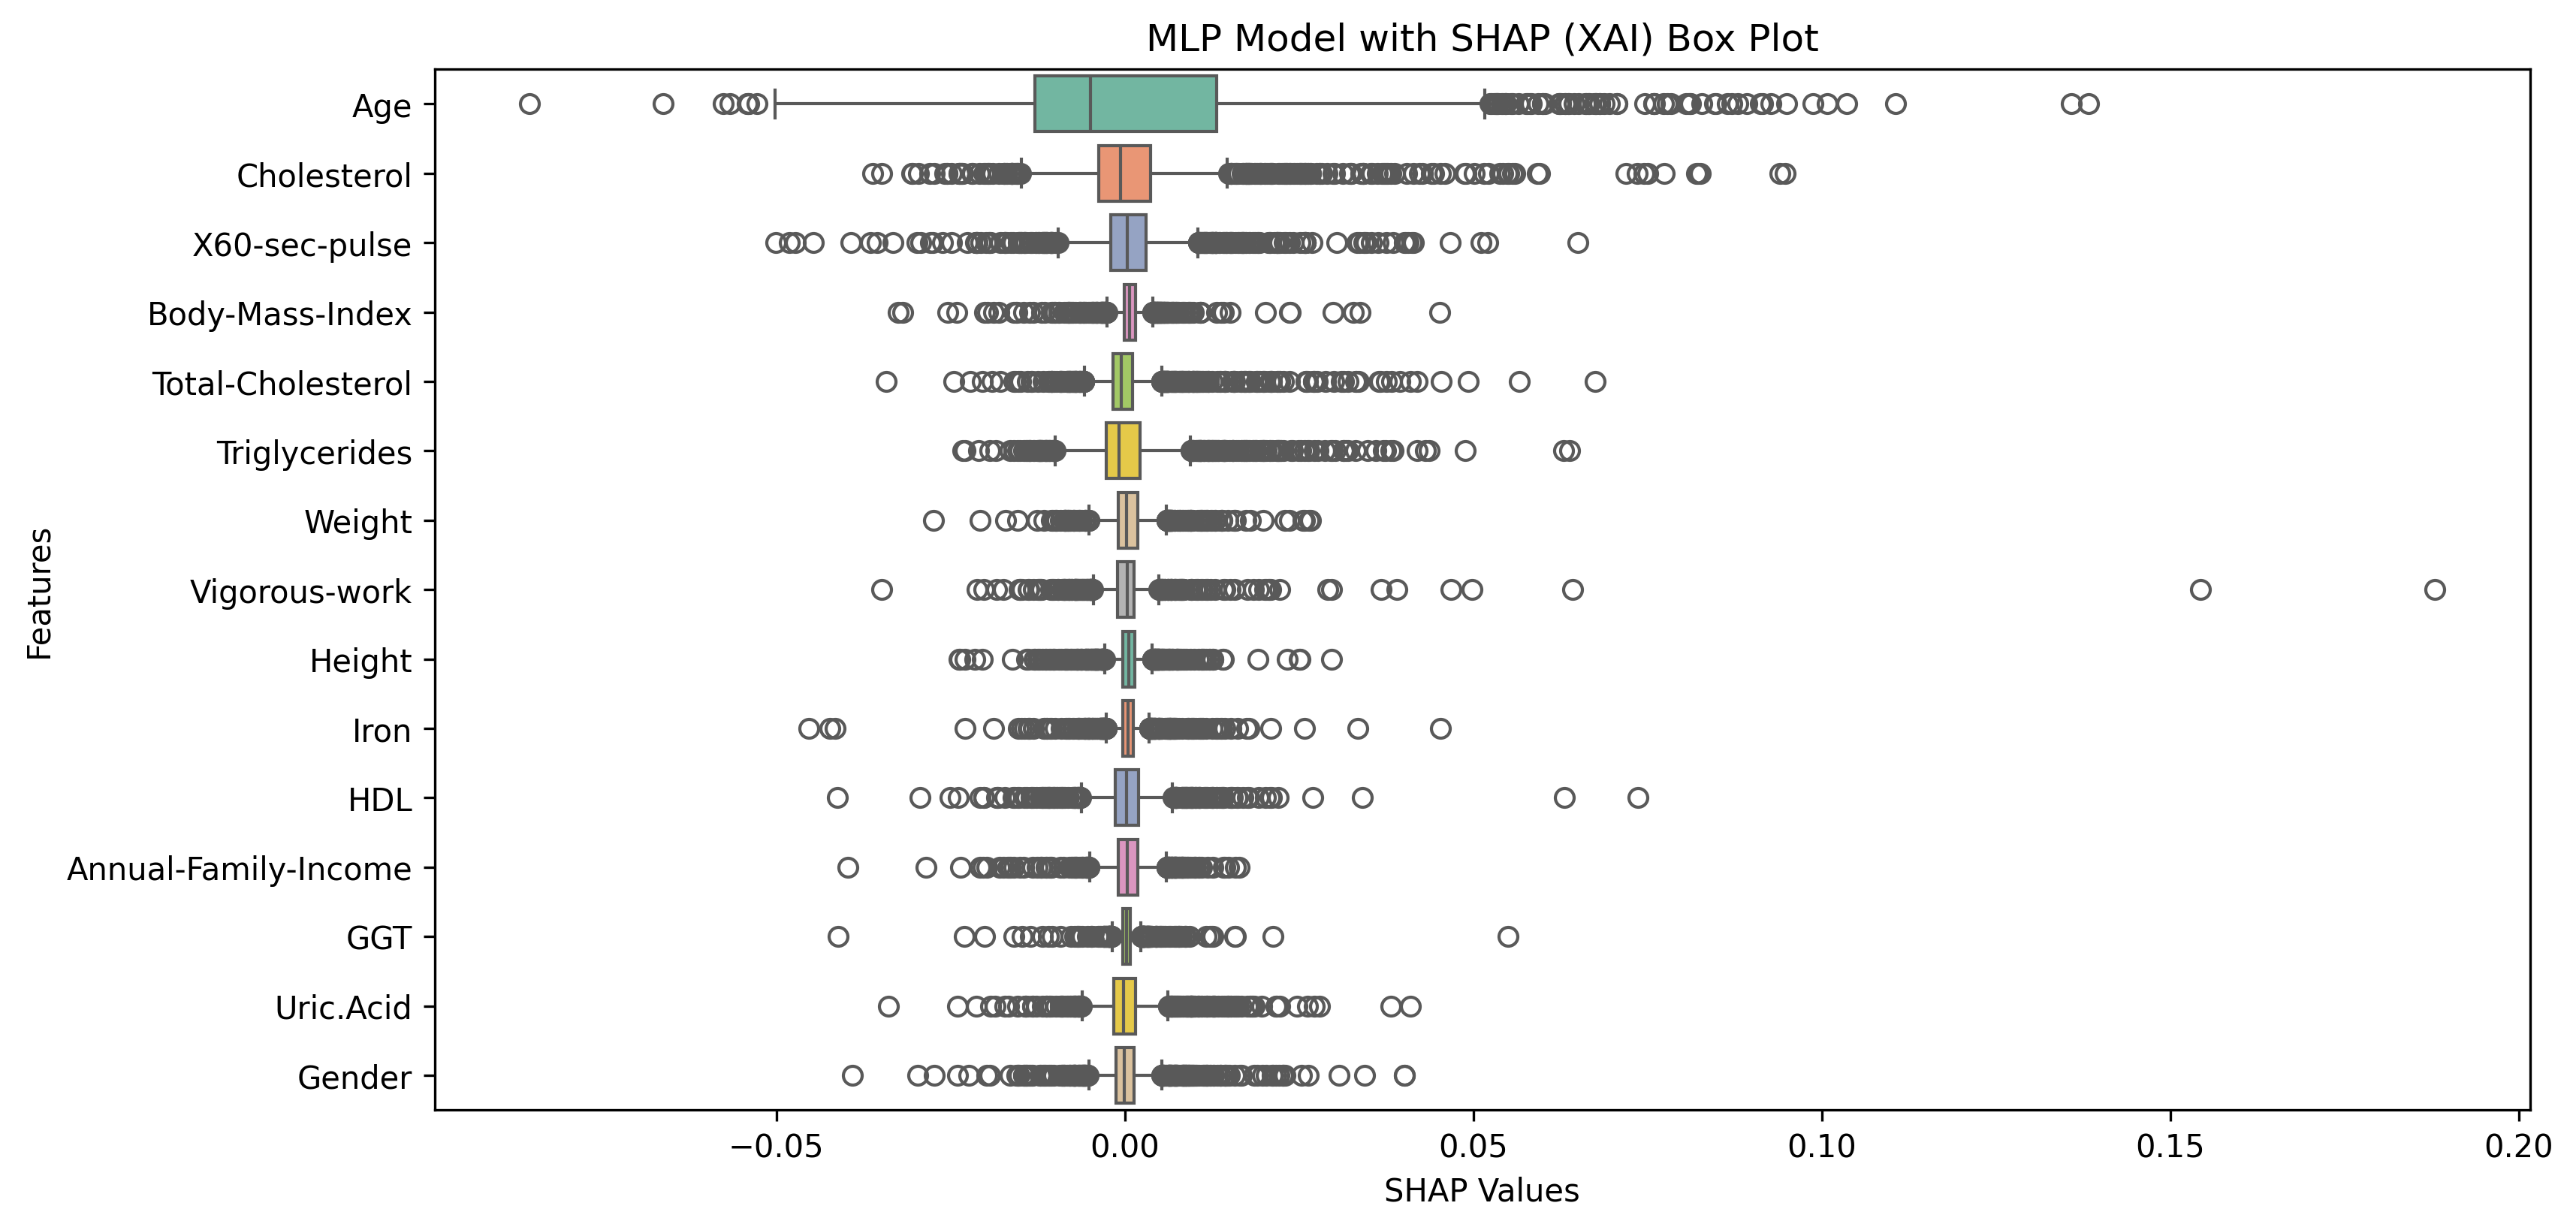 MLP Model with SHAP (XAI) Box Plot
Features
Age
Cholesterol
X60-sec-pulse
Body-Mass-Index
Total-Cholesterol
Triglycerides
Weight
Vigorous-work
Height
Iron
HDL
Annual-Family-Income
GGT
Uric.Acid
Gender
−0.05 0.00 0.05 0.10 0.15 0.20
SHAP Values